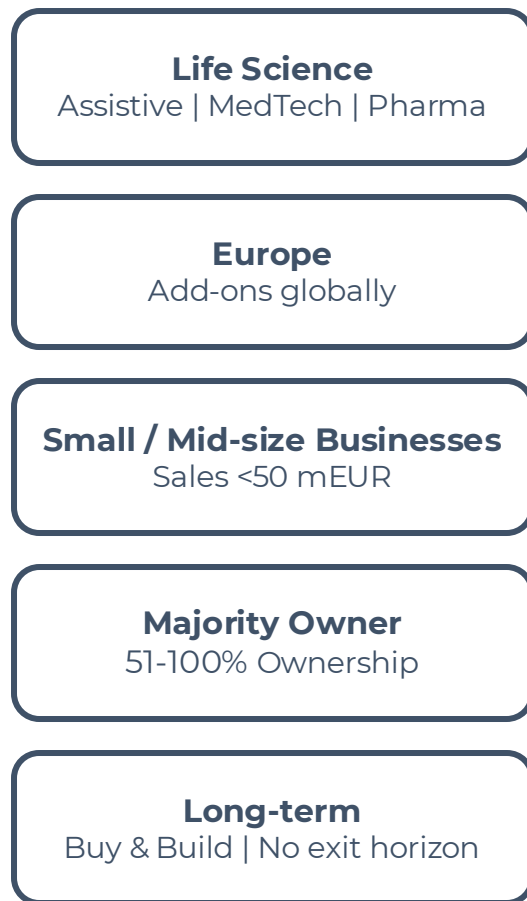 Life Science
Assistive | MedTech | Pharma
Europe
Add-ons globally
Small / Mid-size Businesses
Sales <50 mEUR
Majority Owner
51-100% Ownership
Long-term
Buy & Build | No exit horizon